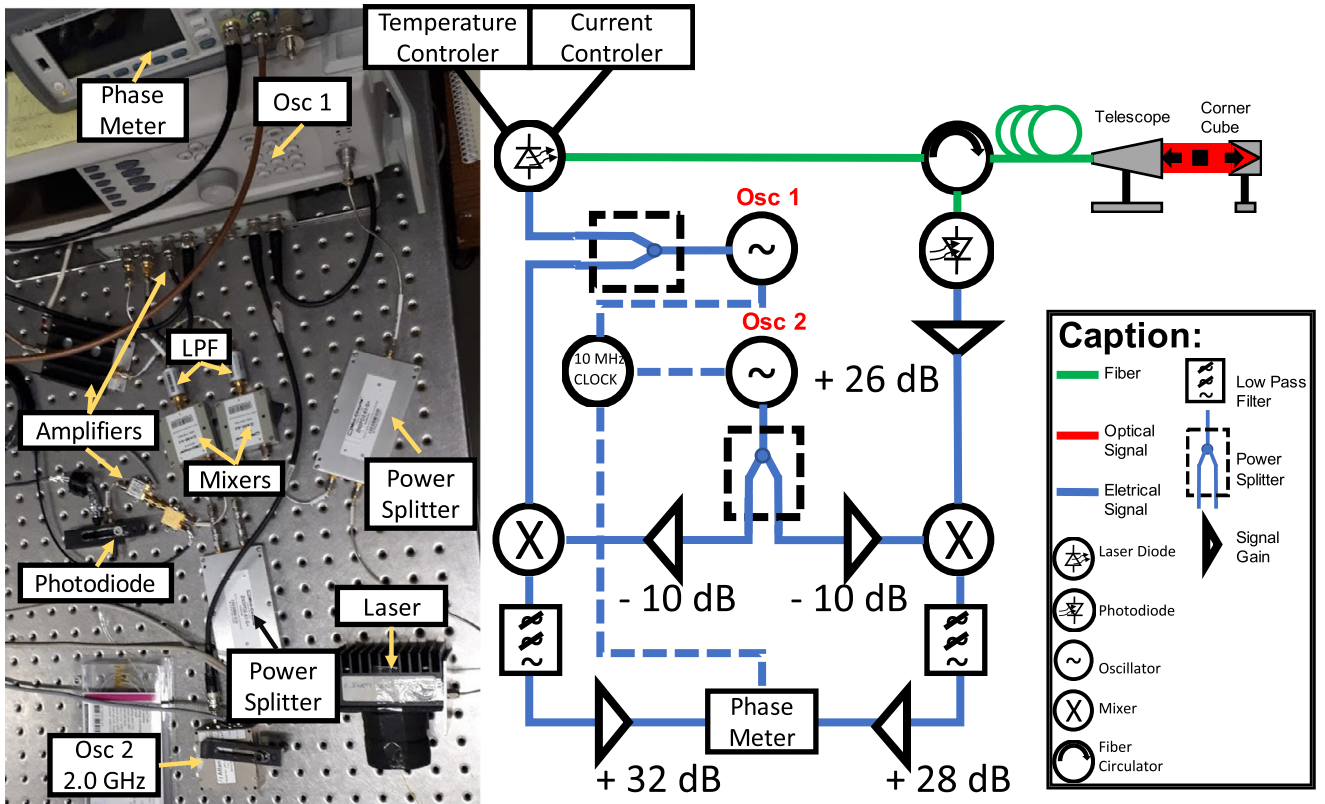 Phase
Meter
Osc 1
LPF
Amplifiers
Mixers
Power
Splitter
Photodiode
Laser
Power
Splitter
Osc 2
2.0 GHz
Temperature
Controler
Current
Controler
Telescope
Corner
Cube
Osc 1
Osc 2
10 MHz
CLOCK
+ 26 dB
X
X
- 10 dB
- 10 dB
Phase
Meter
+ 32 dB
+ 28 dB
Caption:
Fiber
Optical
Signal
Eletrical
Signal
Laser Diode
Photodiode
Oscillator
X
Mixer
Fiber
Circulator
Low Pass
Filter
Power
Splitter
Signal
Gain